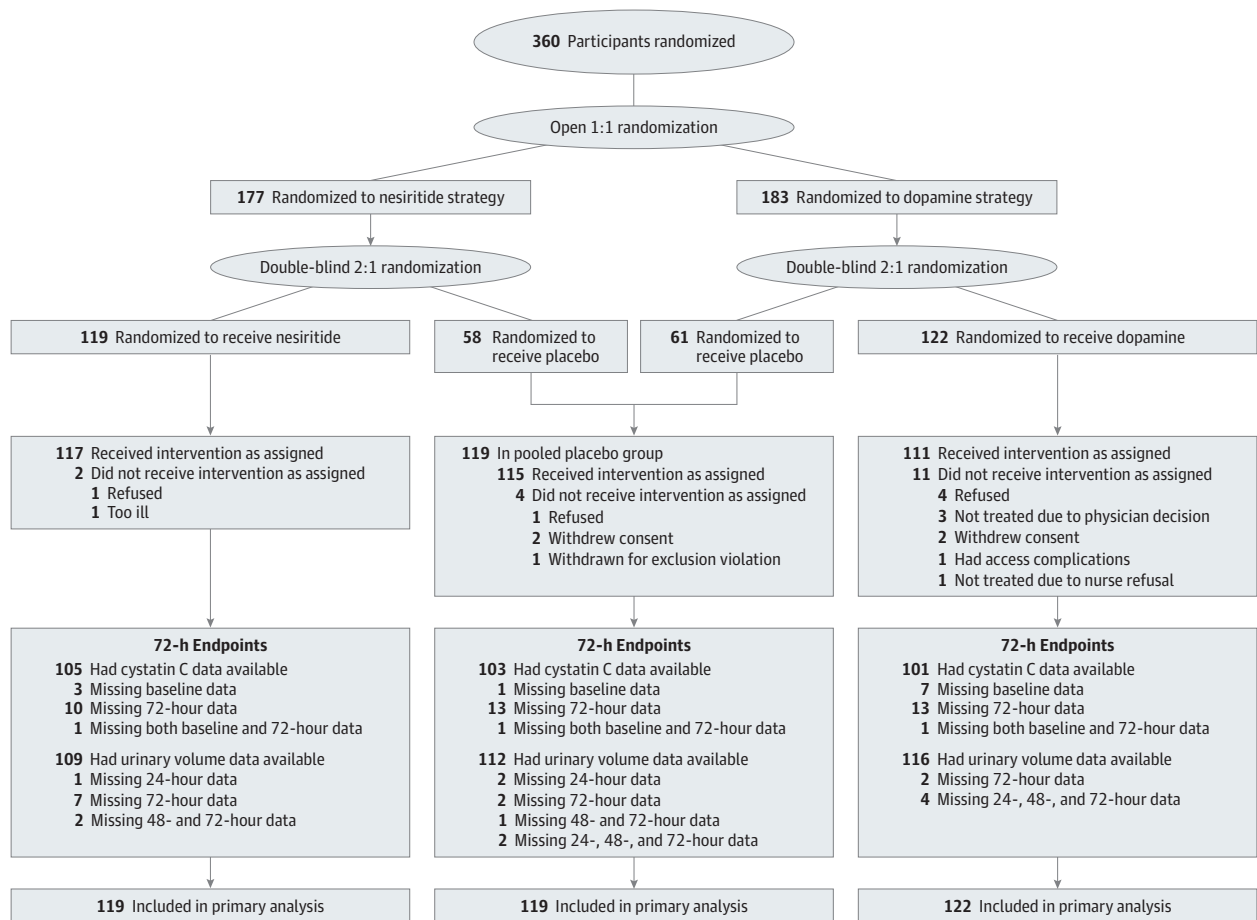 360 Participants randomized
Open 1:1 randomization
177 Randomized to nesiritide strategy
183 Randomized to dopamine strategy
Double-blind 2:1 randomization
Double-blind 2:1 randomization
119 Randomized to receive nesiritide
58 Randomized to
receive placebo
61 Randomized to
receive placebo
122 Randomized to receive dopamine
117 Received intervention as assigned
2 Did not receive intervention as assigned
1 Refused
1 Too ill
119 In pooled placebo group
115 Received intervention as assigned
4 Did not receive intervention as assigned
1 Refused
2 Withdrew consent
1 Withdrawn for exclusion violation
111 Received intervention as assigned
11 Did not receive intervention as assigned
4 Refused
3 Not treated due to physician decision
2 Withdrew consent
1 Had access complications
1 Not treated due to nurse refusal
72-h Endpoints
105 Had cystatin C data available
3 Missing baseline data
10 Missing 72-hour data
1 Missing both baseline and 72-hour data
109 Had urinary volume data available
1 Missing 24-hour data
7 Missing 72-hour data
2 Missing 48- and 72-hour data
72-h Endpoints
103 Had cystatin C data available
1 Missing baseline data
13 Missing 72-hour data
1 Missing both baseline and 72-hour data
112 Had urinary volume data available
2 Missing 24-hour data
2 Missing 72-hour data
1 Missing 48- and 72-hour data
2 Missing 24-, 48-, and 72-hour data
72-h Endpoints
101 Had cystatin C data available
7 Missing baseline data
13 Missing 72-hour data
1 Missing both baseline and 72-hour data
116 Had urinary volume data available
2 Missing 72-hour data
4 Missing 24-, 48-, and 72-hour data
119 Included in primary analysis
119 Included in primary analysis
122 Included in primary analysis